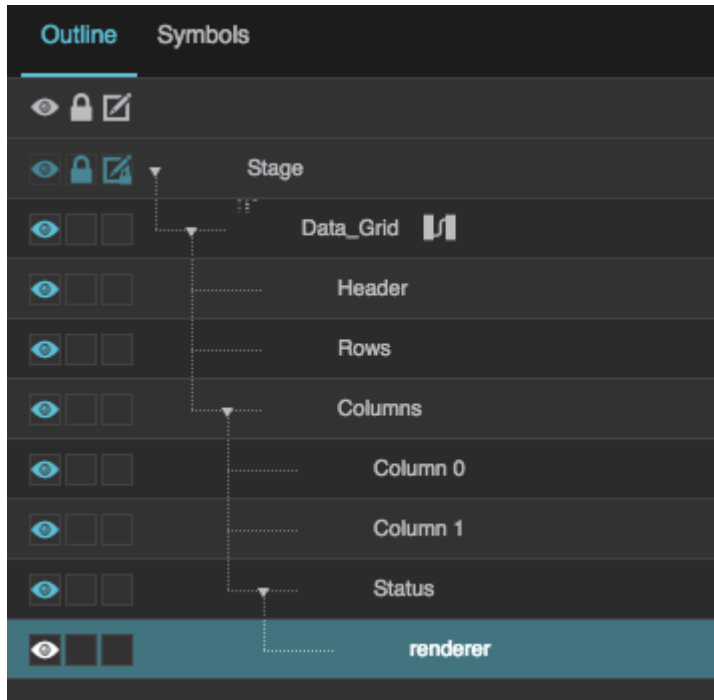 Outline Symbols
Stage
Data_Grid
Header
Rows
Columns
Column 0
Column 1
Status
renderer